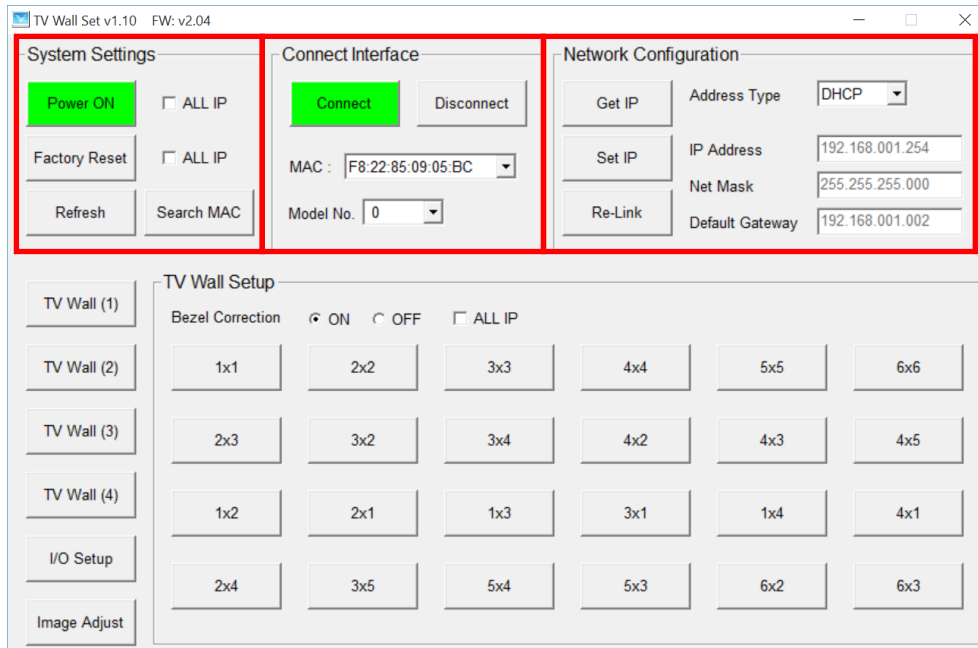 TV Wall Set v1.10 FW: v2.04
System Settings
Power ON ALL IP
Factory Reset ALL IP
Refresh Search MAC
Connect Interface
Connect Disconnect
MAC : F8:22:85:09:05:BC
Model No. 0
Network Configuration
Get IP Address Type DHCP
Set IP IP Address 192.168.001.254
Net Mask 255.255.255.000
Re-Link Default Gateway 192.168.001.002
TV Wall (1)
TV Wall (2)
TV Wall (3)
TV Wall (4)
I/O Setup
Image Adjust
TV Wall Setup
Bezel Correction ON OFF ALL IP
1x1 2x2 3x3 4x4 5x5 6x6
2x3 3x2 3x4 4x2 4x3 4x5
1x2 2x1 1x3 3x1 1x4 4x1
2x4 3x5 5x4 5x3 6x2 6x3